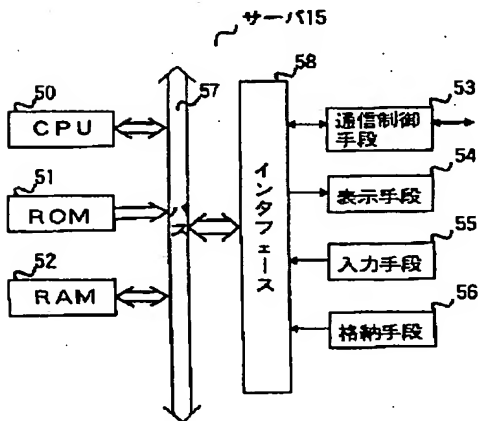 サーバ15
50
CPU
51
ROM
52
RAM
57
バス
58
インタフェース
53
通信制御
手段
54
表示手段
55
入力手段
56
格納手段